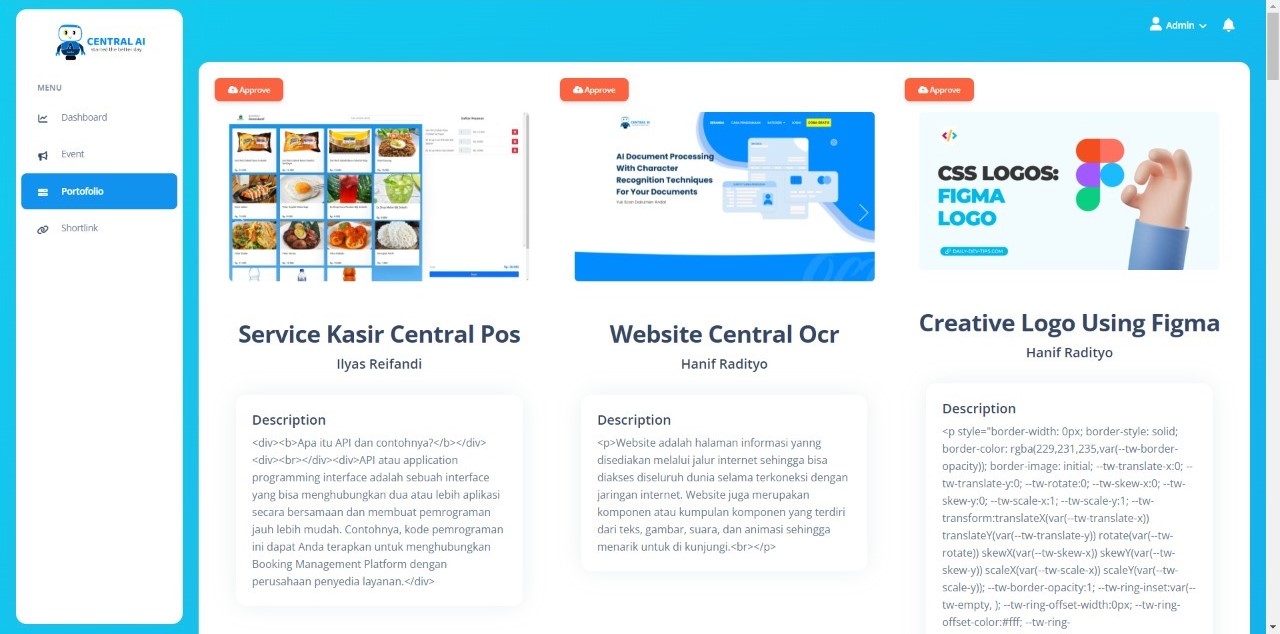 CENTRAL AI
Admin
MENU
Dashboard
Event
Portofolio
Shortlink
Approve
Approve
Approve
CENTRAL AI
AI Document Processing
With Character
Recognition Techniques
For Your Documents
CSS LOGOS:
FIGMA
LOGO
DAILY-DEV-TIPS.COM
Service Kasir Central Pos
Ilyas Reifandi
Description
<div><b>Apa itu API dan contohnya?</b></div>
<div><br></div><div>API atau application
programming interface adalah sebuah interface
yang bisa menghubungkan dua atau lebih aplikasi
secara bersamaan dan membuat pemrograman
jauh lebih mudah. Contohnya, kode pemrograman
ini dapat Anda terapkan untuk menghubungkan
Booking Management Platform dengan
perusahaan penyedia layanan.</div>
Website Central Ocr
Hanif Radityo
Description
<p>Website adalah halaman informasi yanng
disediakan melalui jalur internet sehingga bisa
diakses diseluruh dunia selama terkoneksi dengan
jaringan internet. Website juga merupakan
komponen atau kumpulan komponen yang terdiri
dari teks, gambar, suara, dan animasi sehingga
menarik untuk di kunjungi.<br></p>
Creative Logo Using Figma
Hanif Radityo
Description
<p style="border-width: 0px; border-style: solid;
border-color: rgba(229,231,235,var(--tw-border-
opacity)); border-image: initial; --tw-translate-x:0; --
tw-translate-y:0; --tw-rotate:0; --tw-skew-x:0; --tw-
skew-y:0; --tw-scale-x:1; --tw-scale-y:1; --tw-
transform:translateX(var(--tw-translate-x))
translateY(var(--tw-translate-y)) rotate(var(--tw-
rotate)) skewX(var(--tw-skew-x)) skewY(var(--tw-
skew-y)) scaleX(var(--tw-scale-x)) scaleY(var(--tw-
scale-y)); --tw-border-opacity:1; --tw-ring-inset:var(--
tw-empty, ); --tw-ring-offset-width:0px; --tw-ring-
offset-color:#fff; --tw-ring-